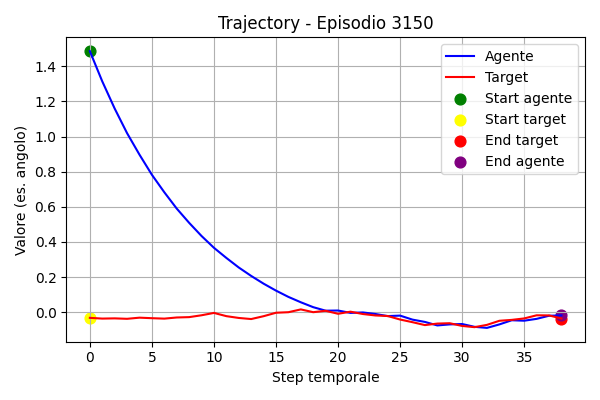 Trajectory - Episodio 3150
Valore (es. angolo)
1.4
1.2
1.0
0.8
0.6
0.4
0.2
0.0
Agente
Target
Start agente
Start target
End target
End agente
0 5 10 15 20 25 30 35
Step temporale